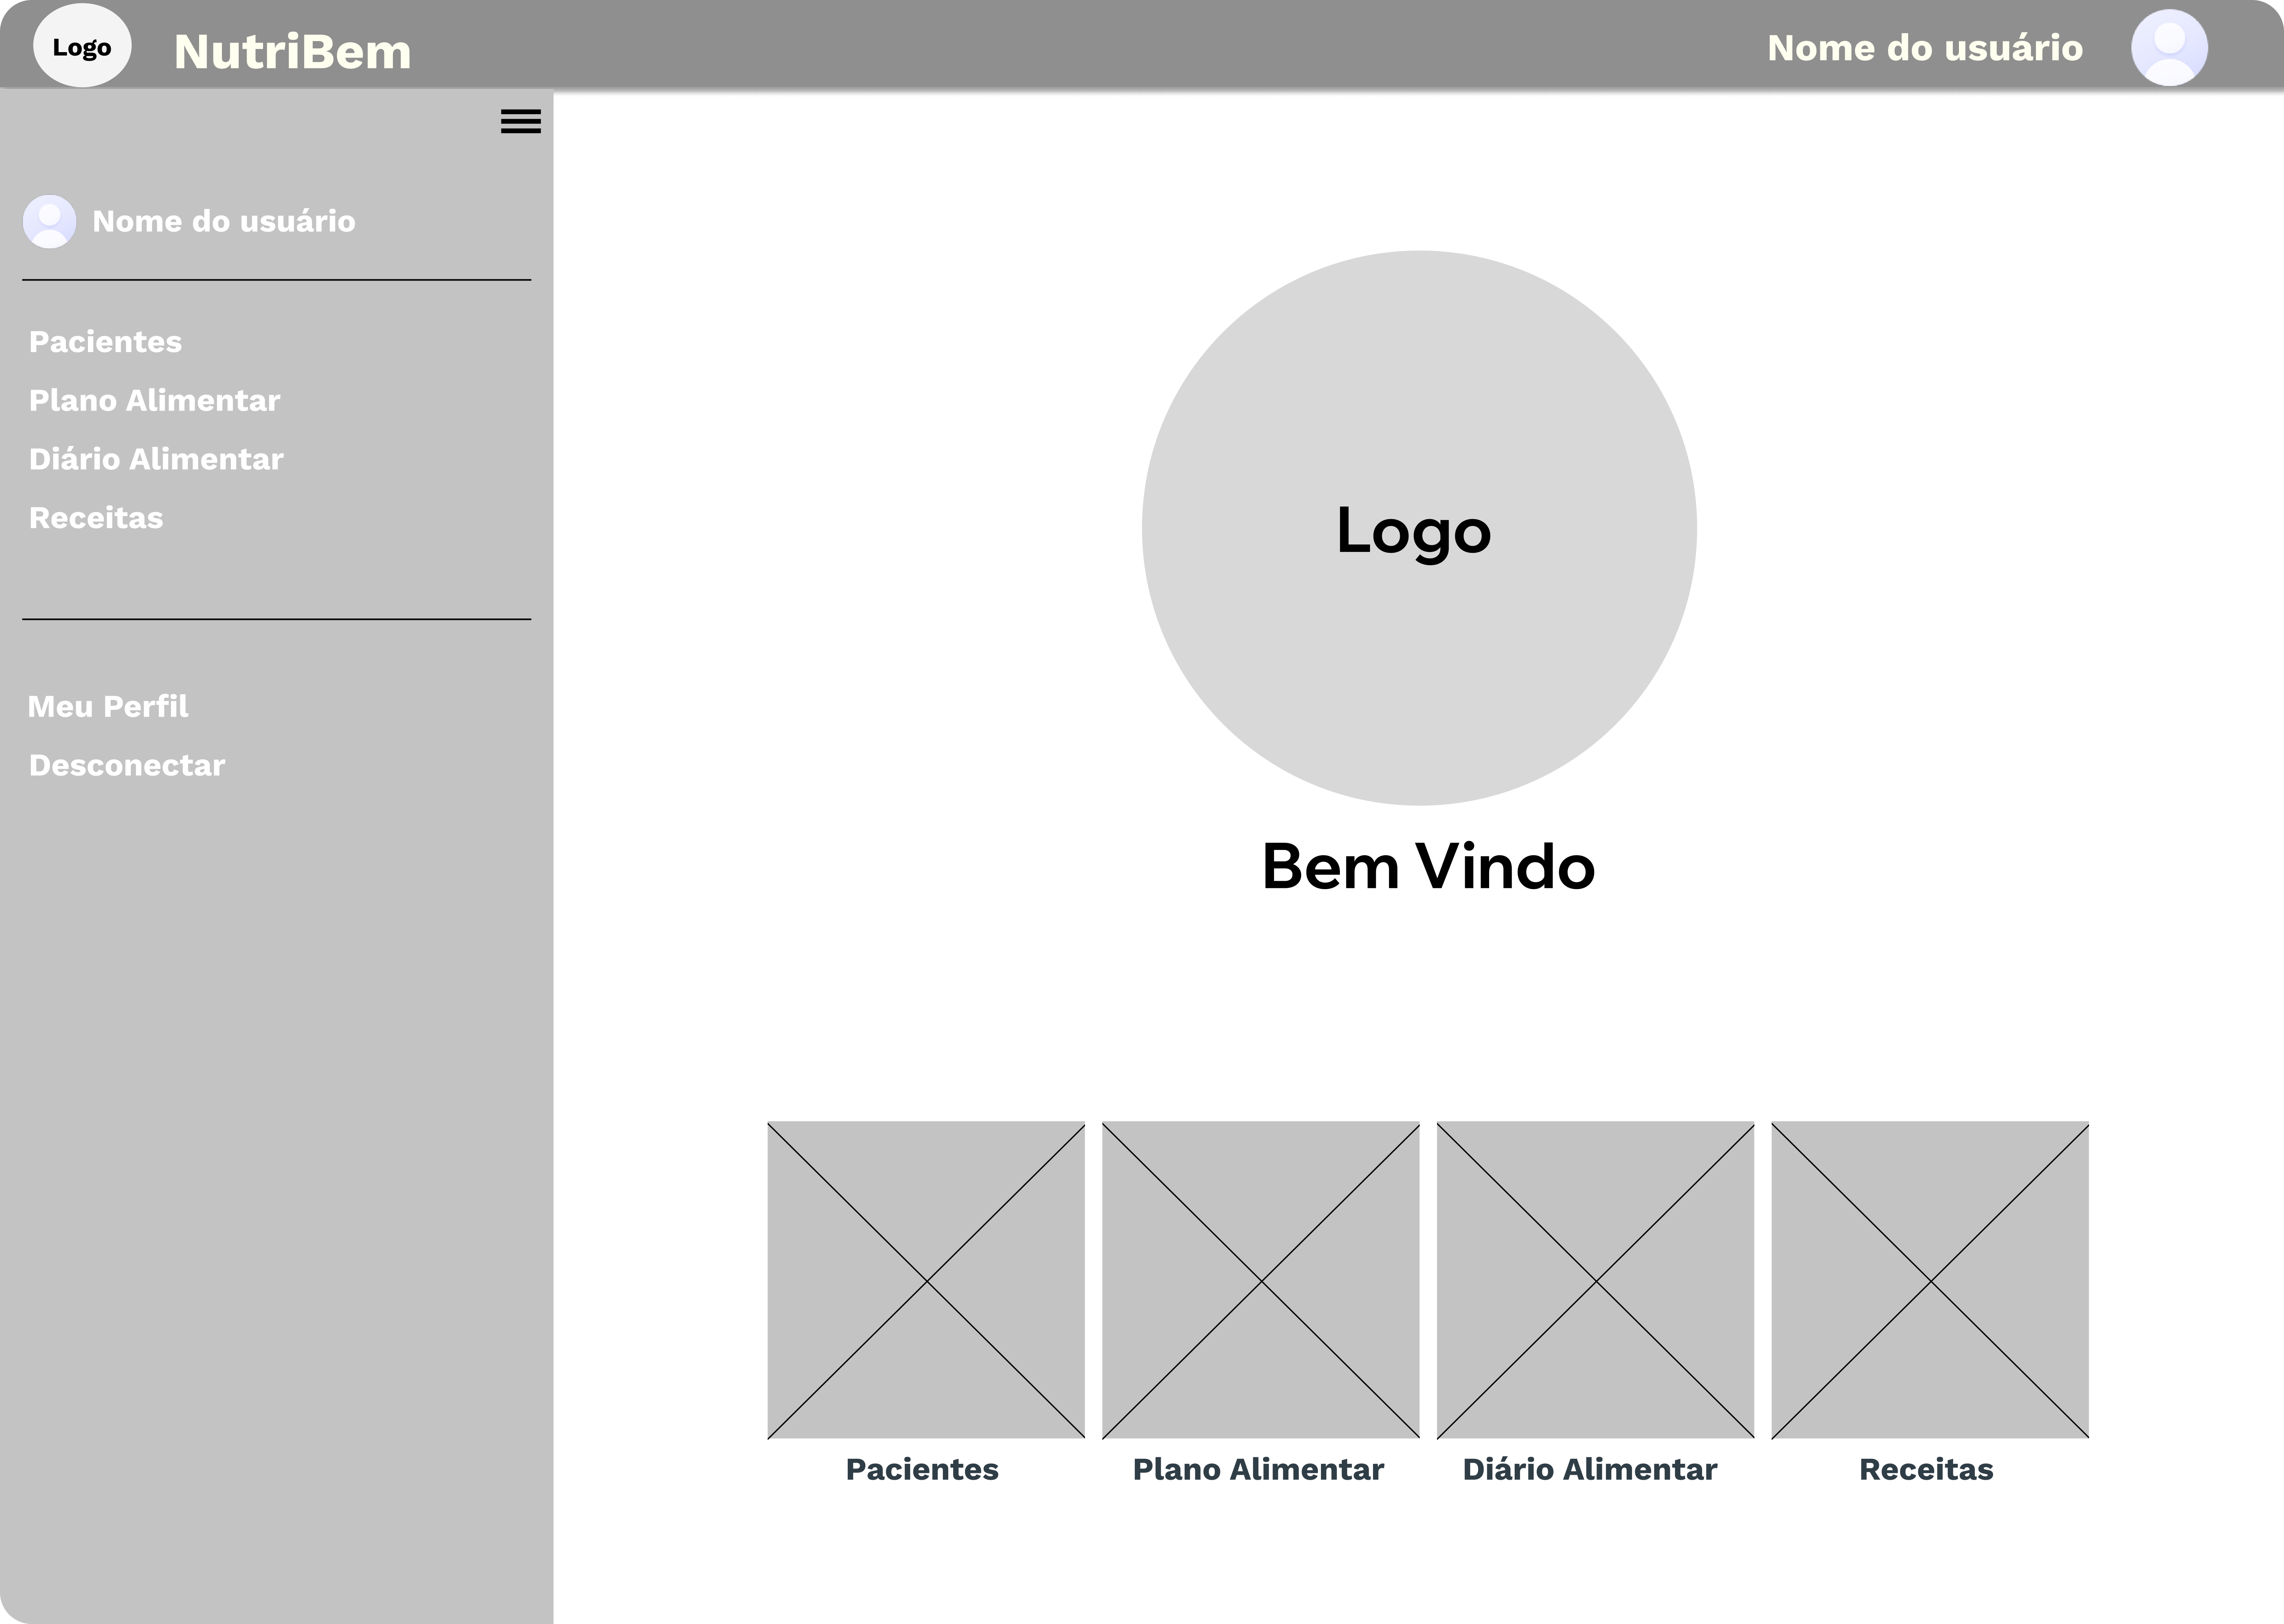 Logo
NutriBem
Nome do usuário
Nome do usuário
Pacientes
Plano Alimentar
Diário Alimentar
Receitas
Meu Perfil
Desconectar
Logo
Bem Vindo
Pacientes
Plano Alimentar
Diário Alimentar
Receitas